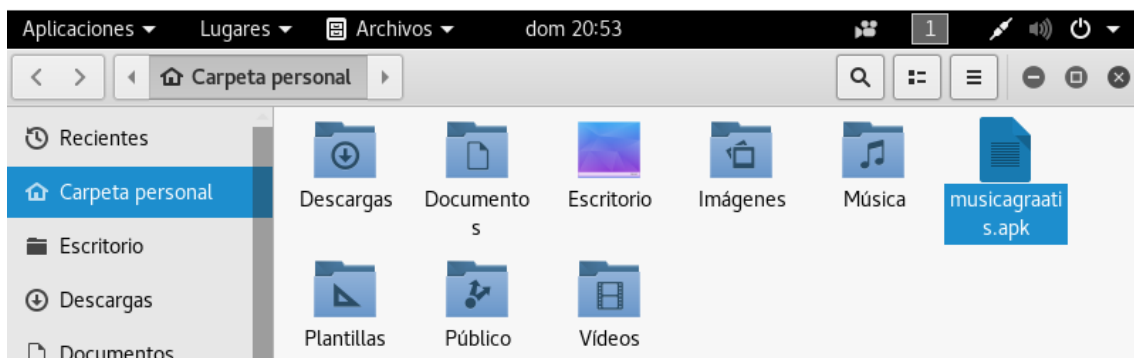 Aplicaciones Lugares Archivos dom 20:53 1
Carpeta personal
Recientes
Carpeta personal
Escritorio
Descargas
Documentos
Descargas Documento Escritorio Imágenes Música musicagraati
s s.apk
Plantillas Público Vídeos